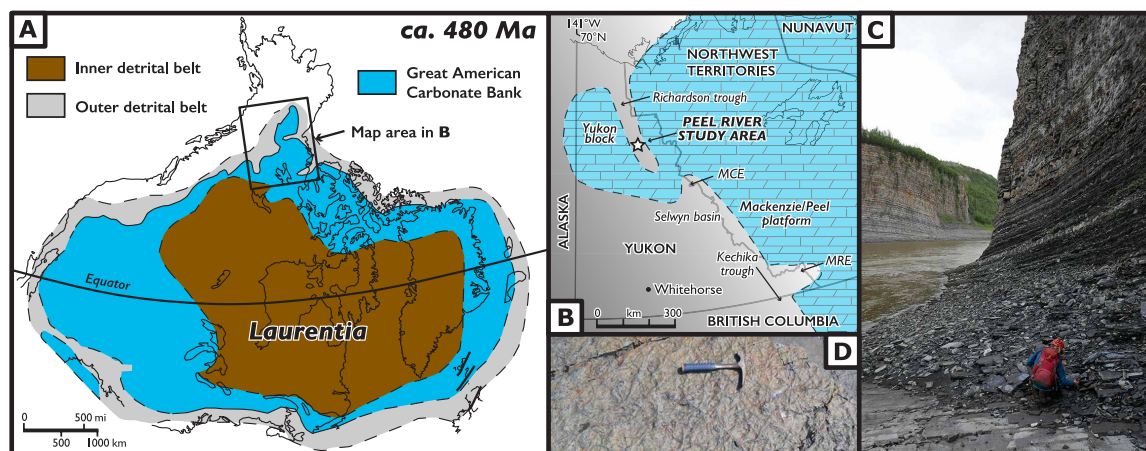 A
ca. 480 Ma
Inner detrital belt
Outer detrital belt
Great American
Carbonate Bank
Map area in B
Equator
Laurentia
0 500 mi
0 500 1000 km
B
141°W
70°N
NUNAVUT
NORTHWEST
TERRITORIES
Richardson trough
Yukon
block
PEEL RIVER
STUDY AREA
MCE
Mackenzie/Peel
platform
Selwyn basin
ALASKA
YUKON
Kechika
trough
MRE
Whitehorse
0 km 300
BRITISH COLUMBIA
C
D